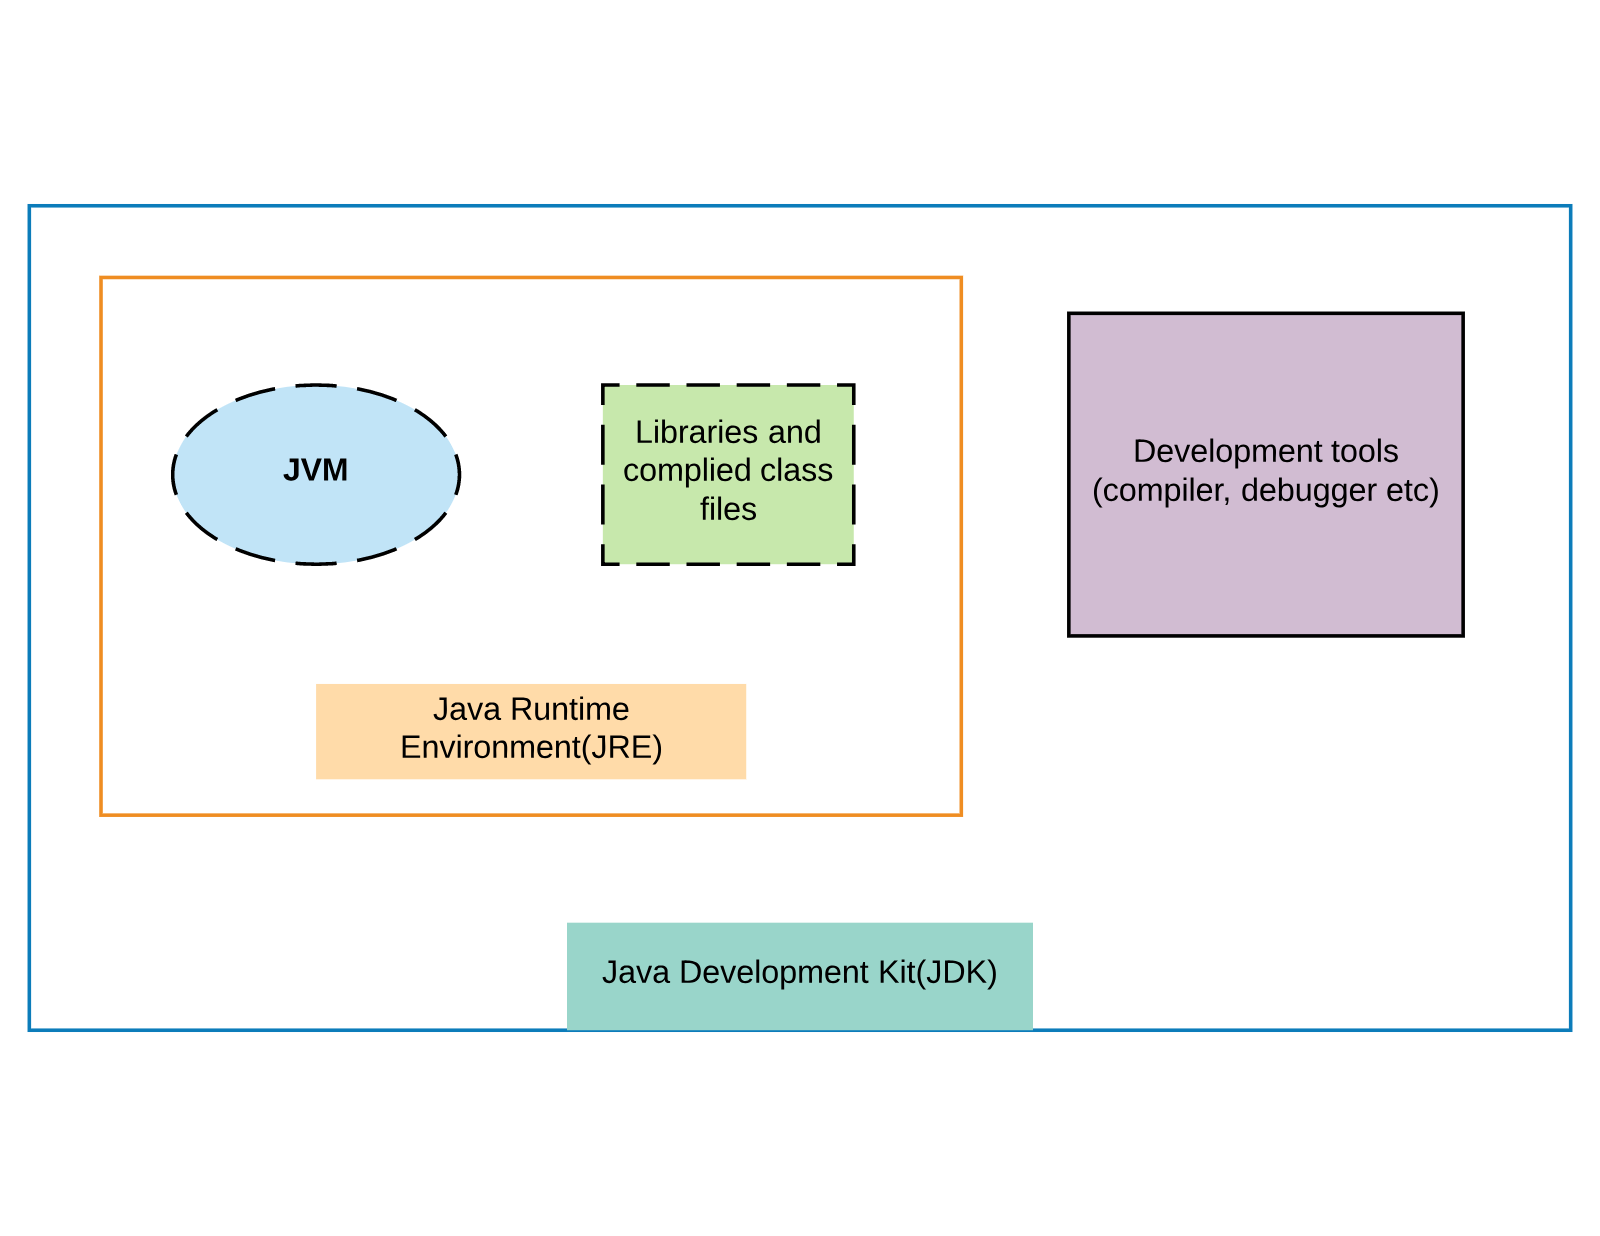 JVM
Libraries and
complied class
files
Development tools
(compiler, debugger etc)
Java Runtime
Environment(JRE)
Java Development Kit(JDK)